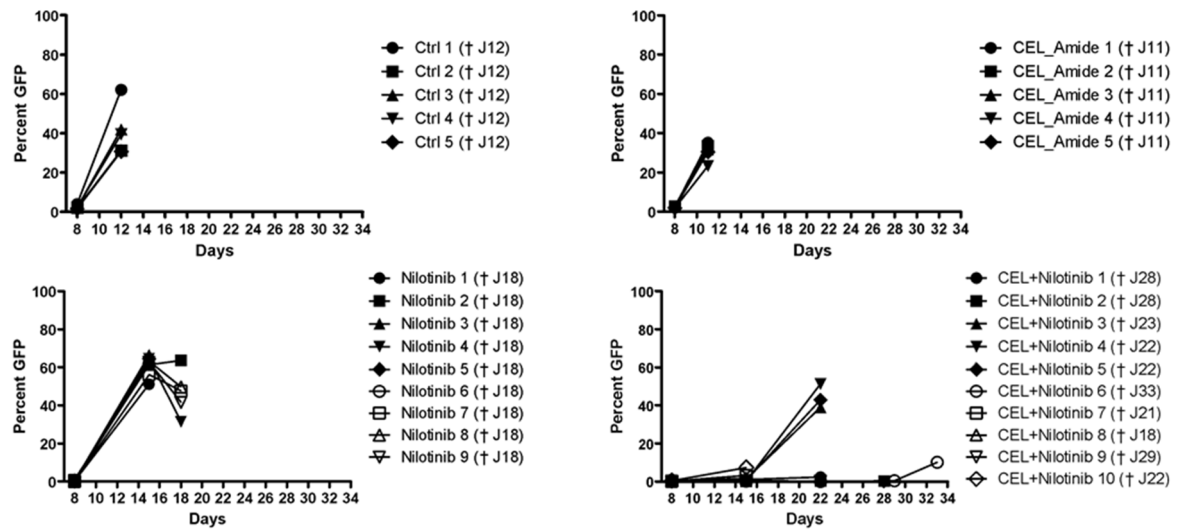 100
80
60
40
20
0
Percent GFP
8 10 12 14 16 18 20 22 24 26 28 30 32 34
Days
Ctrl 1 († J12)
Ctrl 2 († J12)
Ctrl 3 († J12)
Ctrl 4 († J12)
Ctrl 5 († J12)
100
80
60
40
20
0
Percent GFP
8 10 12 14 16 18 20 22 24 26 28 30 32 34
Days
CEL_Amide 1 († J11)
CEL_Amide 2 († J11)
CEL_Amide 3 († J11)
CEL_Amide 4 († J11)
CEL_Amide 5 († J11)
100
80
60
40
20
0
Percent GFP
8 10 12 14 16 18 20 22 24 26 28 30 32 34
Days
Nilotinib 1 († J18)
Nilotinib 2 († J18)
Nilotinib 3 († J18)
Nilotinib 4 († J18)
Nilotinib 5 († J18)
Nilotinib 6 († J18)
Nilotinib 7 († J18)
Nilotinib 8 († J18)
Nilotinib 9 († J18)
100
80
60
40
20
0
Percent GFP
8 10 12 14 16 18 20 22 24 26 28 30 32 34
Days
CEL+Nilotinib 1 († J28)
CEL+Nilotinib 2 († J28)
CEL+Nilotinib 3 († J23)
CEL+Nilotinib 4 († J22)
CEL+Nilotinib 5 († J22)
CEL+Nilotinib 6 († J33)
CEL+Nilotinib 7 († J21)
CEL+Nilotinib 8 († J18)
CEL+Nilotinib 9 († J29)
CEL+Nilotinib 10 († J22)